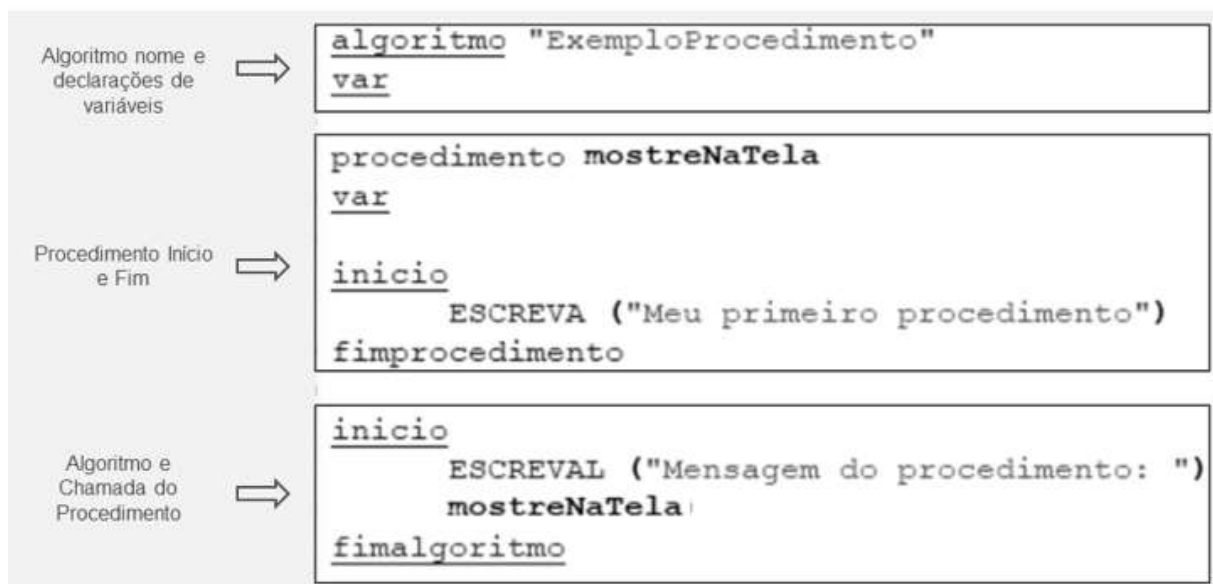 Algoritmo nome e
declarações de
variáveis
algoritmo "ExemploProcedimento"
var
Procedimento Início
e Fim
procedimento mostreNaTela
var
inicio
ESCREVA ("Meu primeiro procedimento")
fimprocedimento
Algoritmo e
Chamada do
Procedimento
inicio
ESCREVAL ("Mensagem do procedimento: ")
mostreNaTela
fimalgoritmo